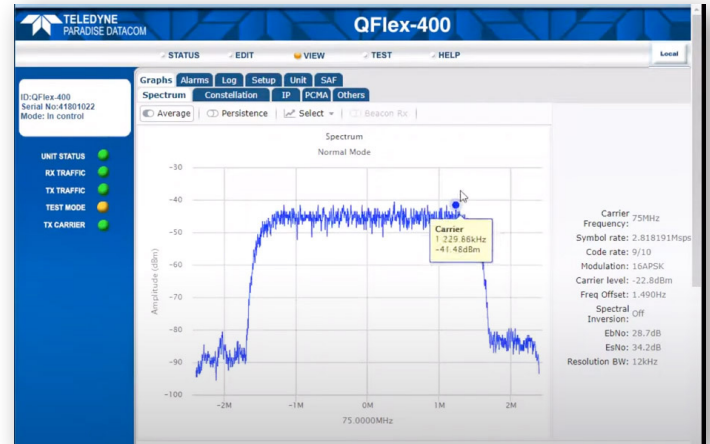 TELEDYNE
PARADISE DATACOM
QFlex-400
STATUS EDIT VIEW TEST HELP
Local
ID:QFlex-400
Serial No:41801022
Mode: In control
UNIT STATUS
RX TRAFFIC
TX TRAFFIC
TEST MODE
TX CARRIER
Graphs Alarms Log Setup Unit SAF
Spectrum Constellation IP PCMA Others
Average Persistence Select Beacon Rx
Spectrum
Normal Mode
Amplitude (dBm)
-30
-40
-50
-60
-70
-80
-90
-100
Carrier
1 229.86kHz
-41.48dBm
-2M -1M 0M 1M 2M
75.0000MHz
Carrier Frequency: 75MHz
Symbol rate: 2.818191Msps
Code rate: 9/10
Modulation: 16APSK
Carrier level: -22.8dBm
Freq Offset: 1.490Hz
Spectral Inversion: Off
EbNo: 28.7dB
EsNo: 34.2dB
Resolution BW: 12kHz